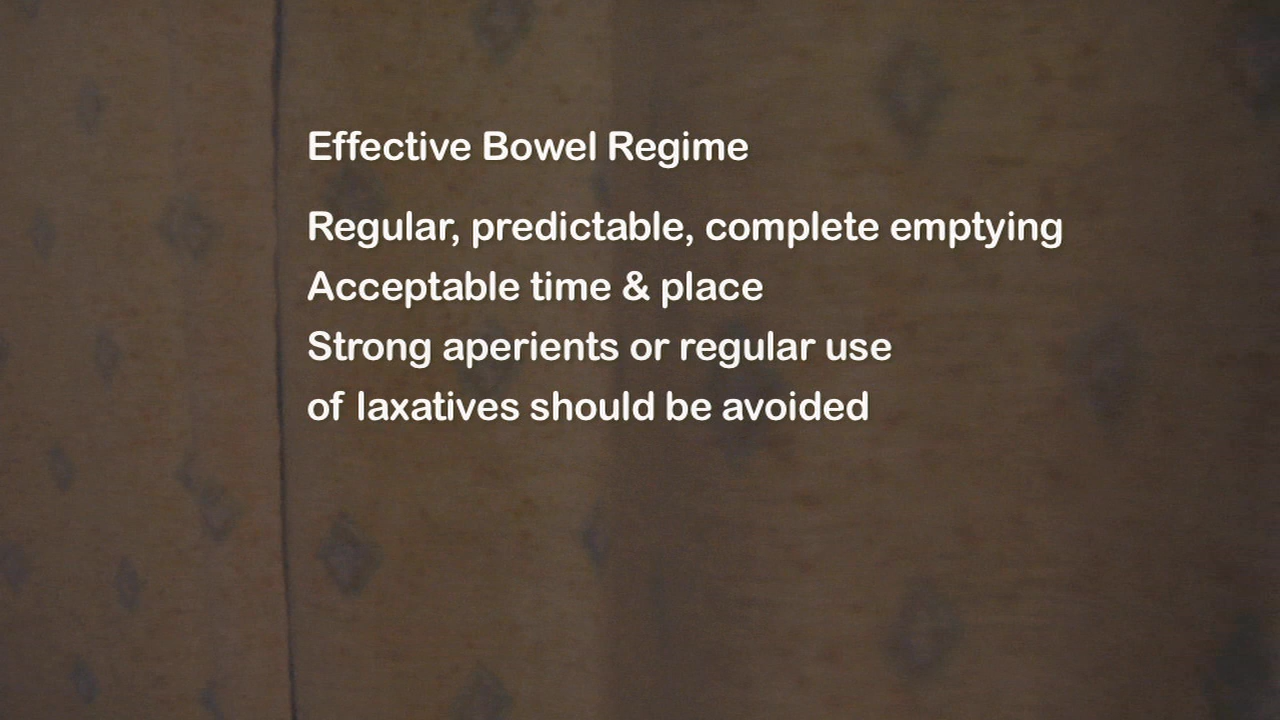 Effective Bowel Regime
Regular, predictable, complete emptying
Acceptable time & place
Strong aperients or regular use
of laxatives should be avoided